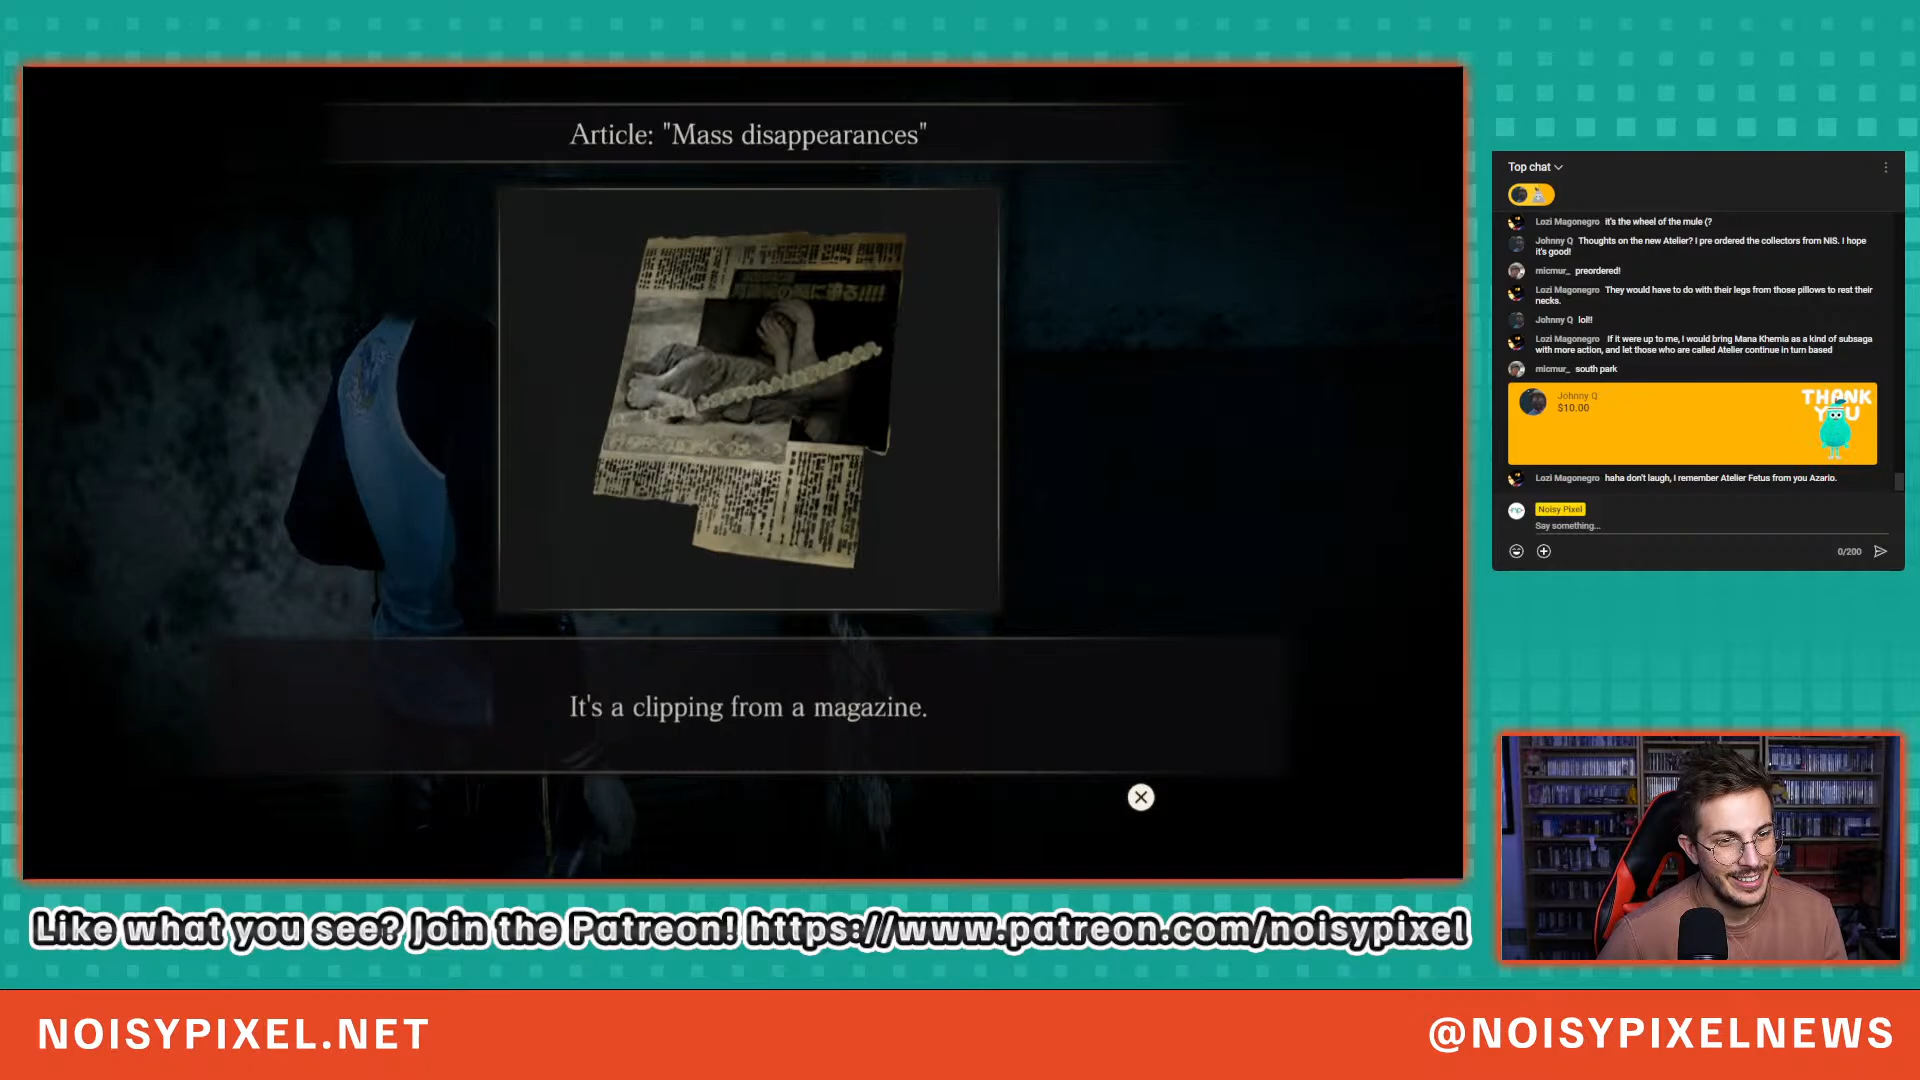 Article: "Mass disappearances"
It's a clipping from a magazine.
Top chat
Lozi Magonegro it's the wheel of the mule (?
Johnny Q Thoughts on the new Atelier? I pre ordered the collectors from NIS. I hope
it's good!
micmur_ preordered!
Lozi Magonegro They would have to do with their legs from those pillows to rest their
necks.
Johnny Q lol!!
Lozi Magonegro If it were up to me, I would bring Mana Khemia as a kind of subsaga
with more action, and let those who are called Atelier continue in turn based
micmur_ south park
Johnny Q
$10.00
THANK
YOU
Lozi Magonegro haha don't laugh, I remember Atelier Fetus from you Azario.
Noisy Pixel
Say something...
0/200
Like what you see? Join the Patreon! https://www.patreon.com/noisypixel
NOISYPIXEL.NET
@NOISYPIXELNEWS